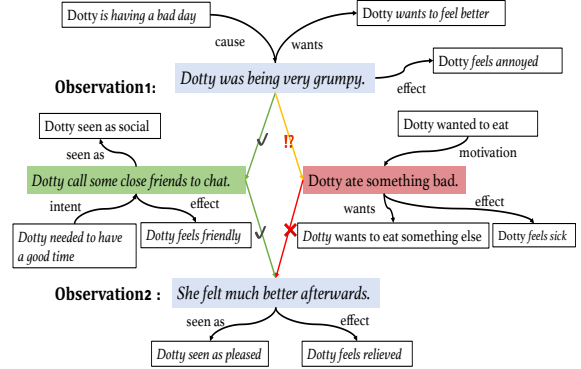 Dotty is having a bad day
Dotty wants to feel better
cause
wants
Dotty was being very grumpy.
Dotty feels annoyed
effect
Observation1:
Dotty seen as social
✓
!?
Dotty wanted to eat
seen as
motivation
Dotty call some close friends to chat.
Dotty ate something bad.
intent
effect
wants
effect
Dotty needed to have
a good time
Dotty feels friendly
✓
Dotty wants to eat something else
Dotty feels sick
Observation2 :
She felt much better afterwards.
seen as
effect
Dotty seen as pleased
Dotty feels relieved